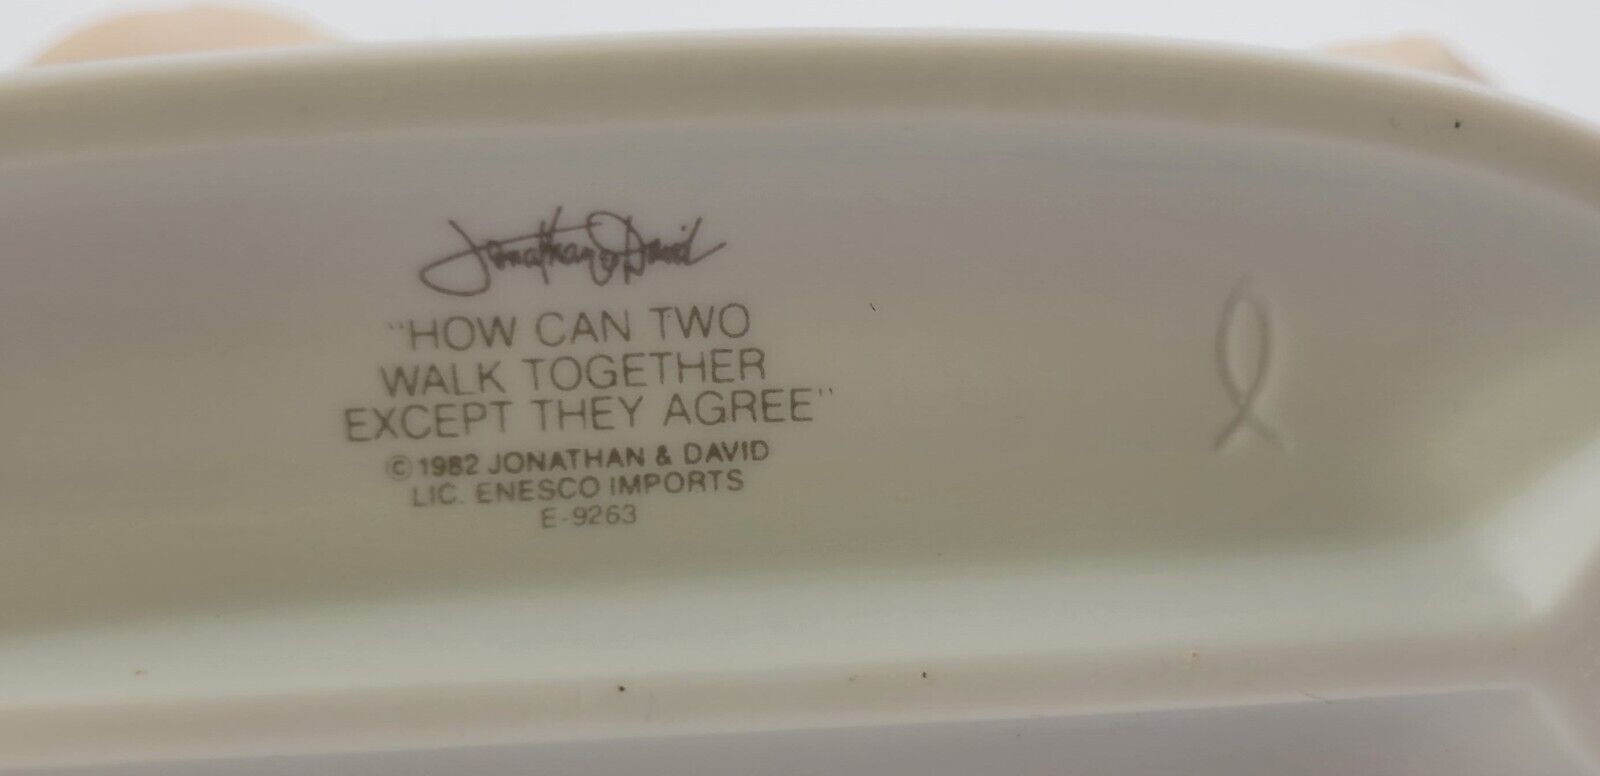 Jonathan & David
"HOW CAN TWO
WALK TOGETHER
EXCEPT THEY AGREE"
© 1982 JONATHAN & DAVID
LIC. ENESCO IMPORTS
E-9263